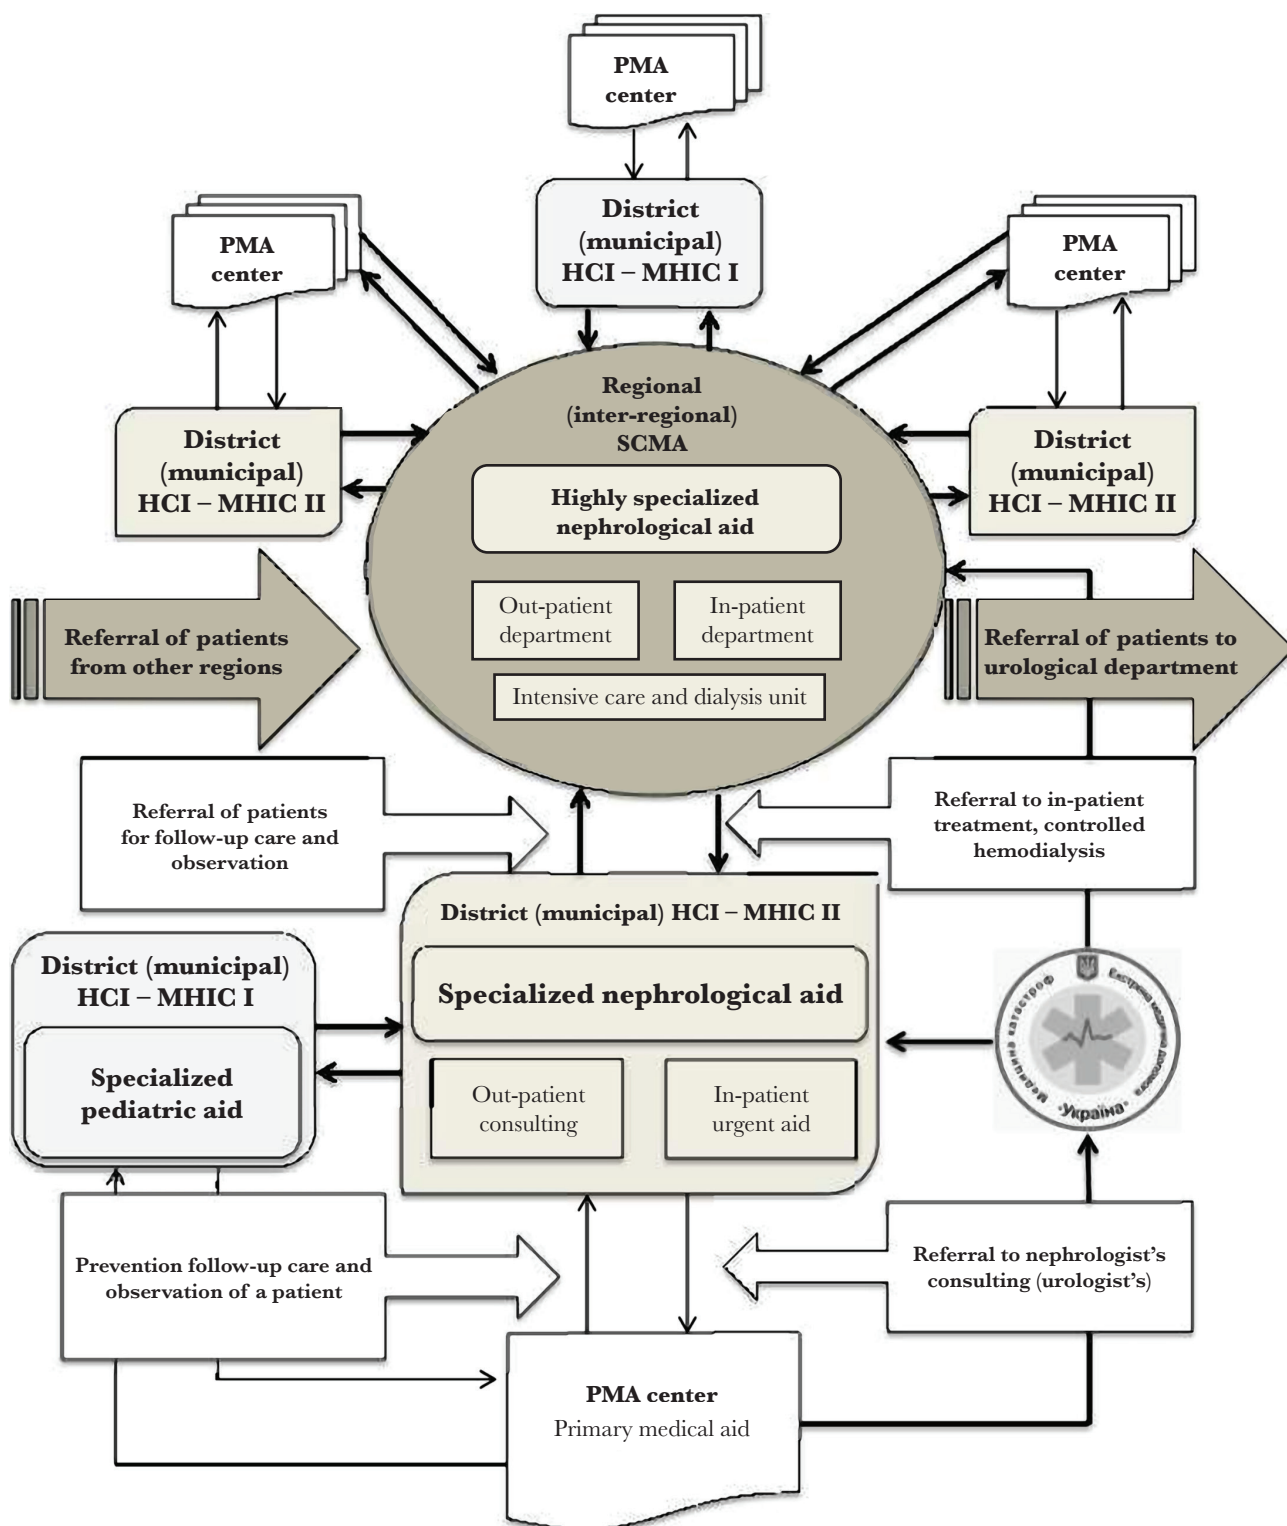 PMA
center
District
(municipal)
HCI – MHIC I
PMA
center
PMA
center
District
(municipal)
HCI – MHIC II
Regional
(inter-regional)
SCMA
District
(municipal)
HCI – MHIC II
Highly specialized
nephrological aid
Out-patient
department
In-patient
department
Intensive care and dialysis unit
Referral of patients
from other regions
Referral of patients to
urological department
Referral of patients
for follow-up care and
observation
Referral to in-patient
treatment, controlled
hemodialysis
District (municipal)
HCI – MHIC I
Specialized
pediatric aid
District (municipal) HCI – MHIC II
Specialized nephrological aid
Out-patient
consulting
In-patient
urgent aid
Медицина катастроф
Екстрена медична допомога
"Україна"
Prevention follow-up care and
observation of a patient
Referral to nephrologist's
consulting (urologist's)
PMA center
Primary medical aid